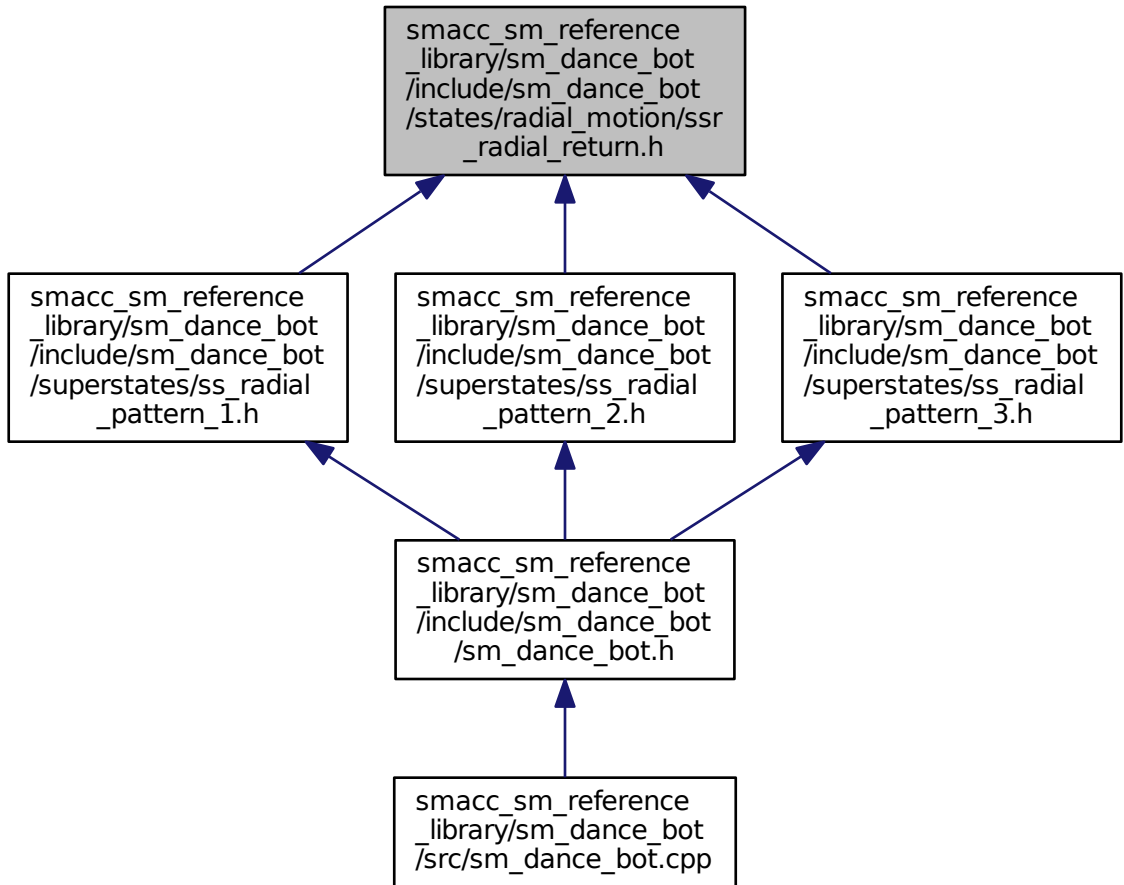 smacc_sm_reference
_library/sm_dance_bot
/include/sm_dance_bot
/states/radial_motion/ssr
_radial_return.h
smacc_sm_reference
_library/sm_dance_bot
/include/sm_dance_bot
/superstates/ss_radial
_pattern_1.h
smacc_sm_reference
_library/sm_dance_bot
/include/sm_dance_bot
/superstates/ss_radial
_pattern_2.h
smacc_sm_reference
_library/sm_dance_bot
/include/sm_dance_bot
/superstates/ss_radial
_pattern_3.h
smacc_sm_reference
_library/sm_dance_bot
/include/sm_dance_bot
/sm_dance_bot.h
smacc_sm_reference
_library/sm_dance_bot
/src/sm_dance_bot.cpp